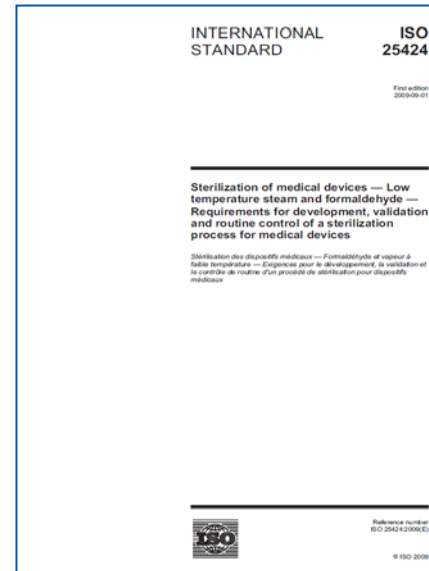 INTERNATIONAL
STANDARD
ISO
25424
First edition
2009-09-01
Sterilization of medical devices — Low
temperature steam and formaldehyde —
Requirements for development, validation
and routine control of a sterilization
process for medical devices
Stérilisation des dispositifs médicaux — Formaldéhyde et vapeur à
faible température — Exigences pour le développement, la validation et
le contrôle de routine d'un procédé de stérilisation pour dispositifs
médicaux
ISO
Reference number
ISO 25424:2009(E)
© ISO 2009